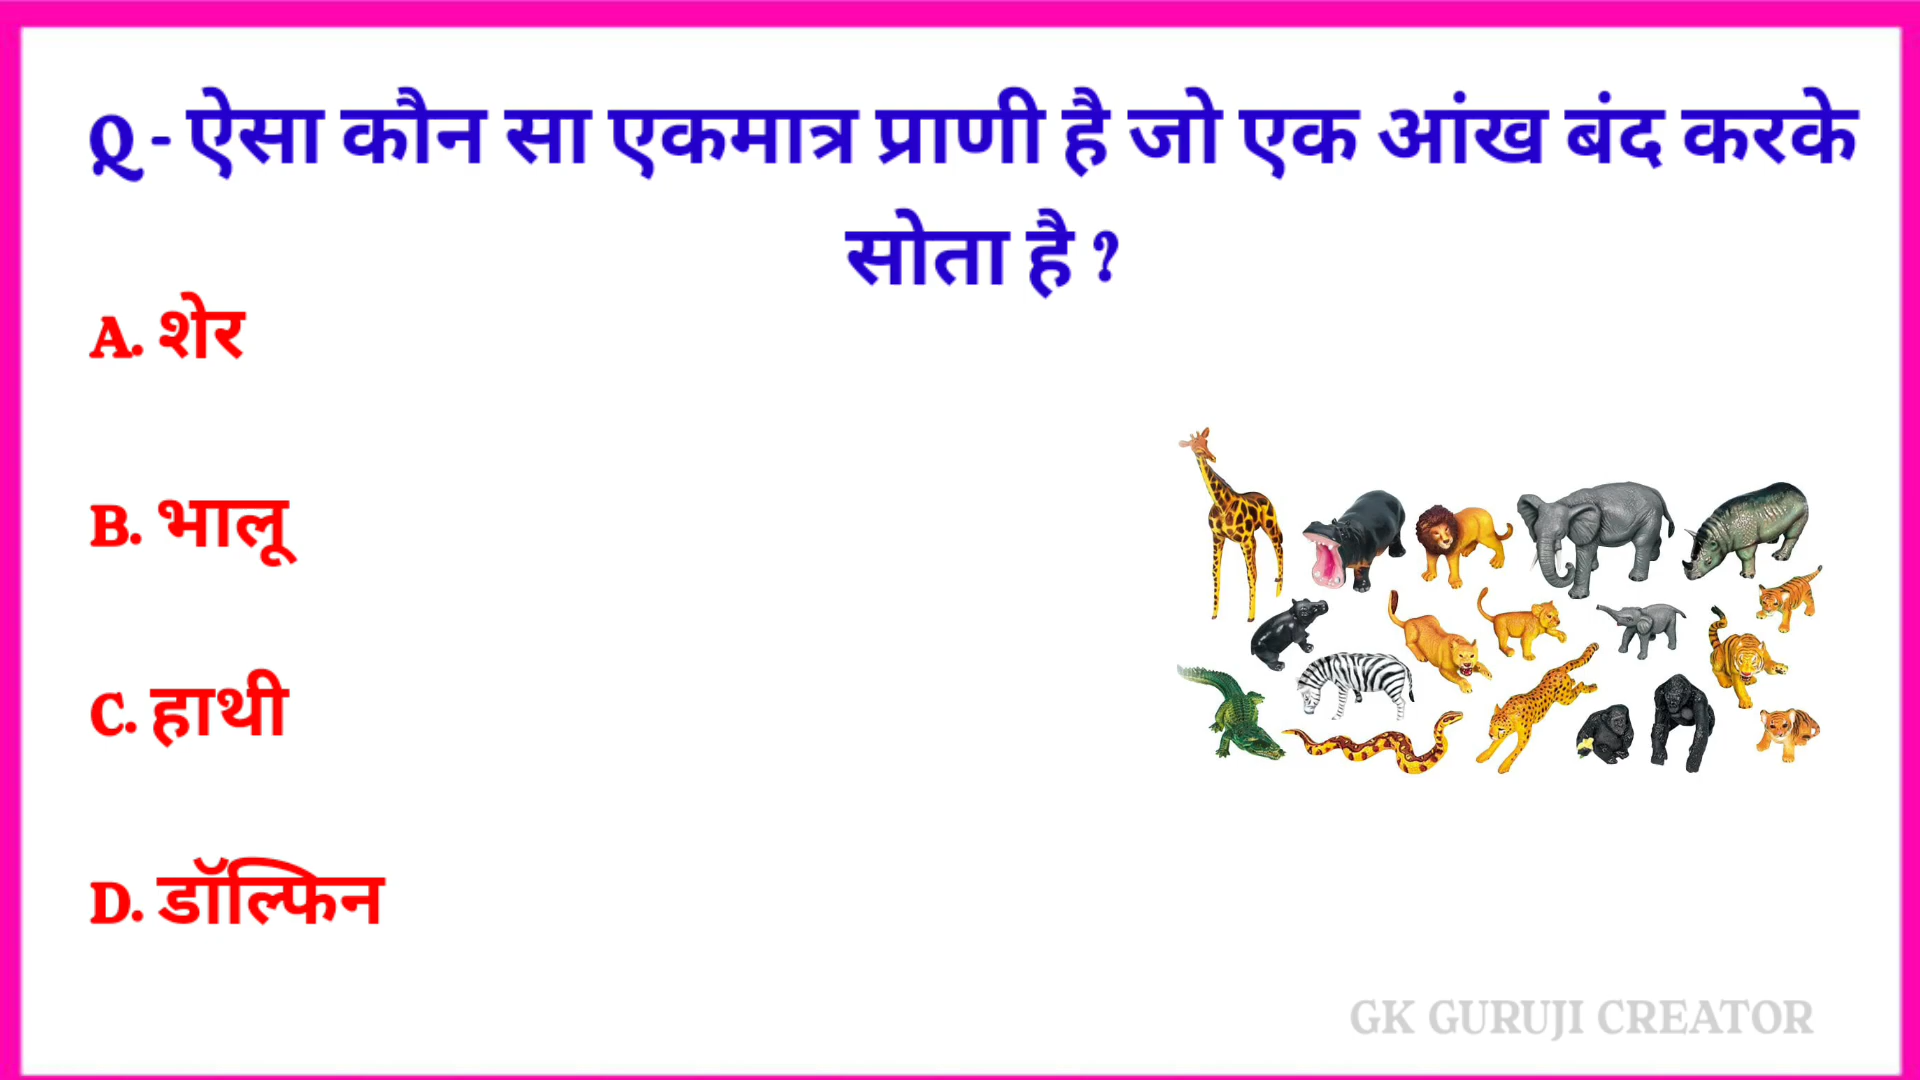 Q - ऐसा कौन सा एकमात्र प्राणी है जो एक आंख बंद करके
सोता है ?
A. शेर
B. भालू
C. हाथी
D. डॉल्फिन
GK GURUJI CREATOR